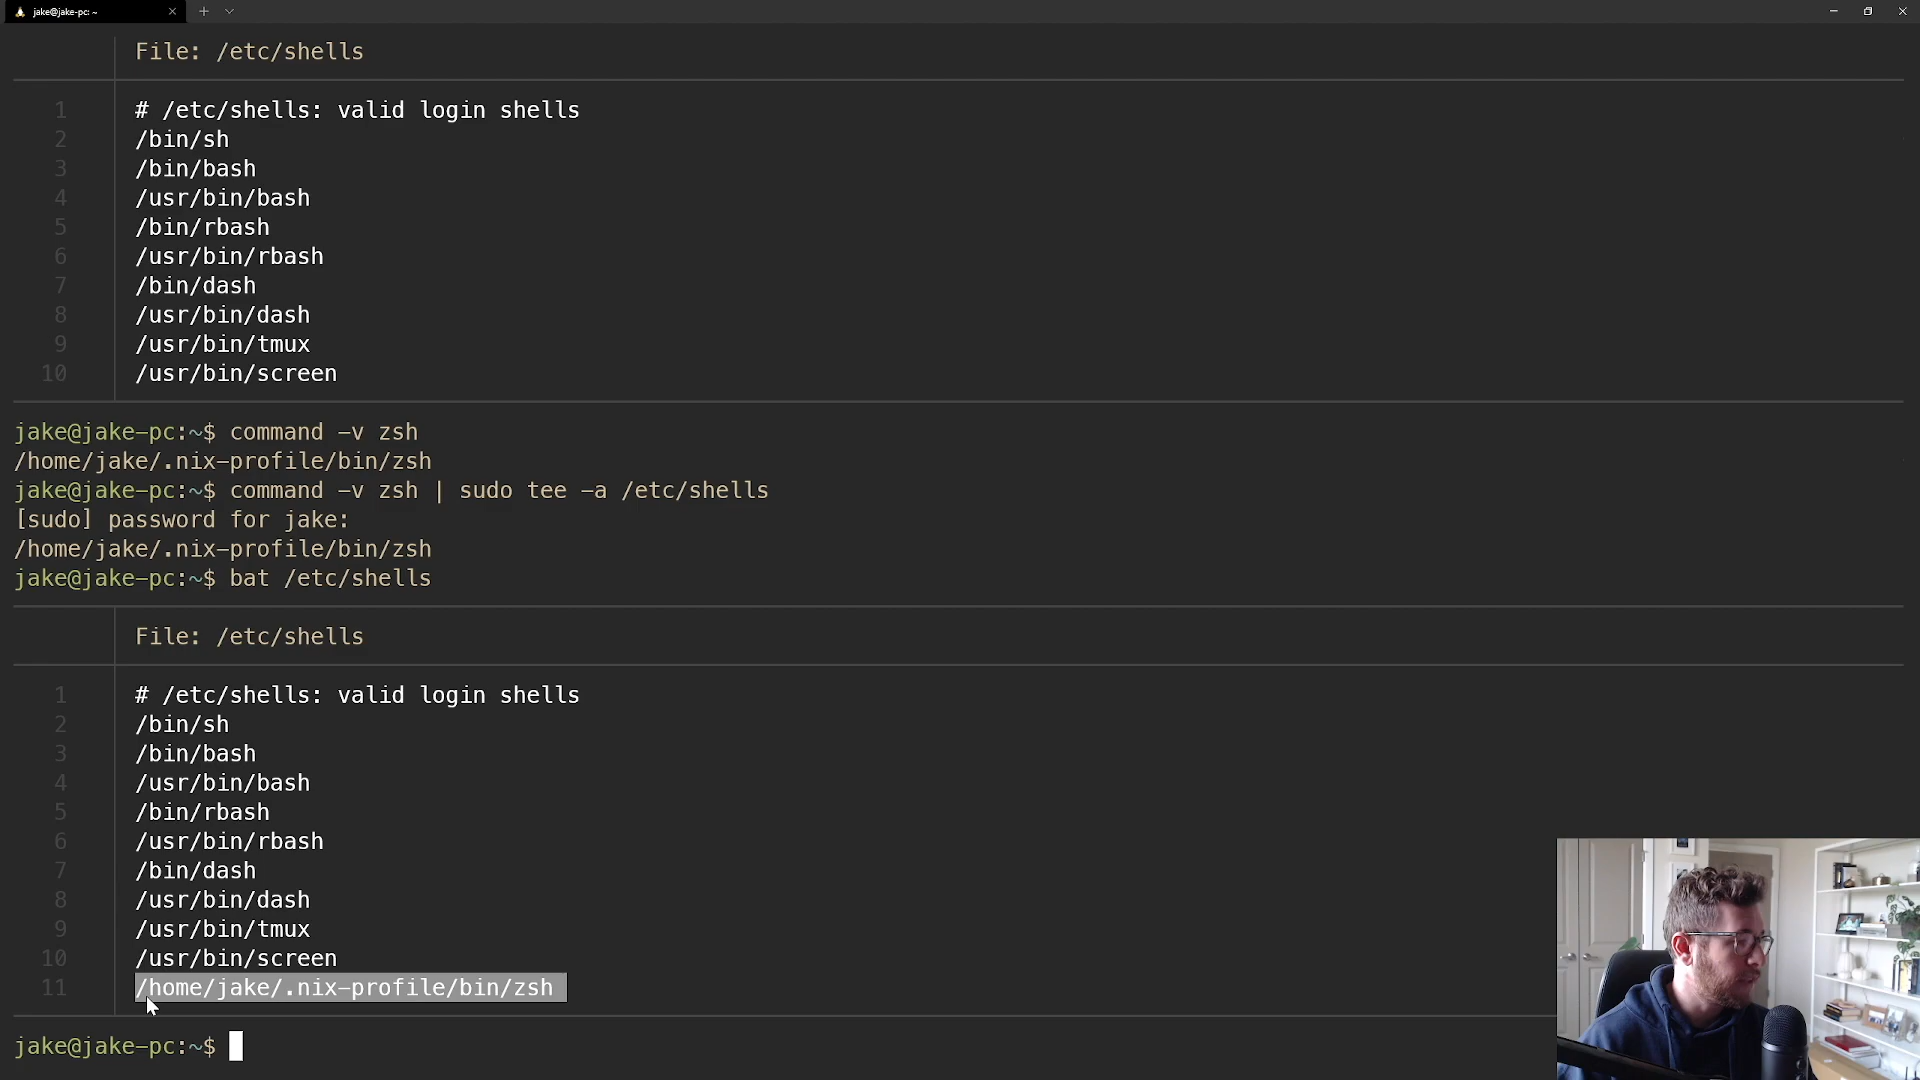 jake@jake-pc: ~
File: /etc/shells
1 # /etc/shells: valid login shells
2 /bin/sh
3 /bin/bash
4 /usr/bin/bash
5 /bin/rbash
6 /usr/bin/rbash
7 /bin/dash
8 /usr/bin/dash
9 /usr/bin/tmux
10 /usr/bin/screen
jake@jake-pc:~$ command -v zsh
/home/jake/.nix-profile/bin/zsh
jake@jake-pc:~$ command -v zsh | sudo tee -a /etc/shells
[sudo] password for jake:
/home/jake/.nix-profile/bin/zsh
jake@jake-pc:~$ bat /etc/shells
File: /etc/shells
1 # /etc/shells: valid login shells
2 /bin/sh
3 /bin/bash
4 /usr/bin/bash
5 /bin/rbash
6 /usr/bin/rbash
7 /bin/dash
8 /usr/bin/dash
9 /usr/bin/tmux
10 /usr/bin/screen
11 /home/jake/.nix-profile/bin/zsh
jake@jake-pc:~$